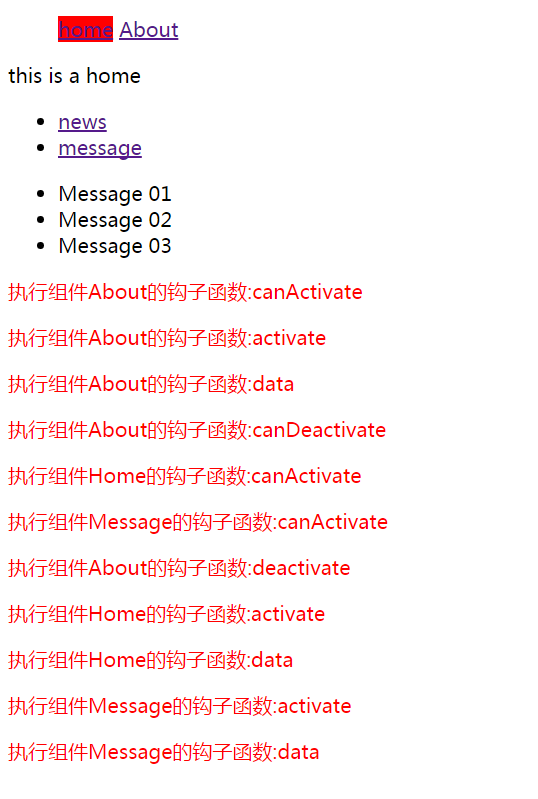 home About
this is a home
news
message
Message 01
Message 02
Message 03
执行组件About的钩子函数:canActivate
执行组件About的钩子函数:activate
执行组件About的钩子函数:data
执行组件About的钩子函数:canDeactivate
执行组件Home的钩子函数:canActivate
执行组件Message的钩子函数:canActivate
执行组件About的钩子函数:deactivate
执行组件Home的钩子函数:activate
执行组件Home的钩子函数:data
执行组件Message的钩子函数:activate
执行组件Message的钩子函数:data